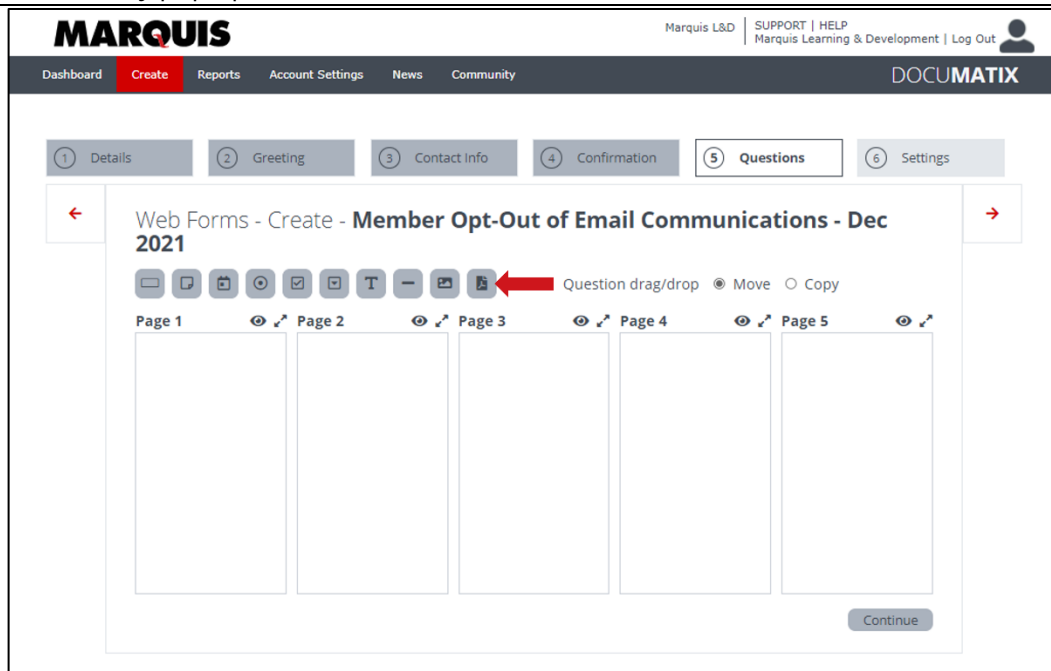 MARQUIS
Marquis L&D
SUPPORT | HELP
Marquis Learning & Development | Log Out
Dashboard Create Reports Account Settings News Community DOCUMATIX
1 Details 2 Greeting 3 Contact Info 4 Confirmation 5 Questions 6 Settings
Web Forms - Create - Member Opt-Out of Email Communications - Dec
2021
T Question drag/drop Move Copy
Page 1 Page 2 Page 3 Page 4 Page 5
Continue